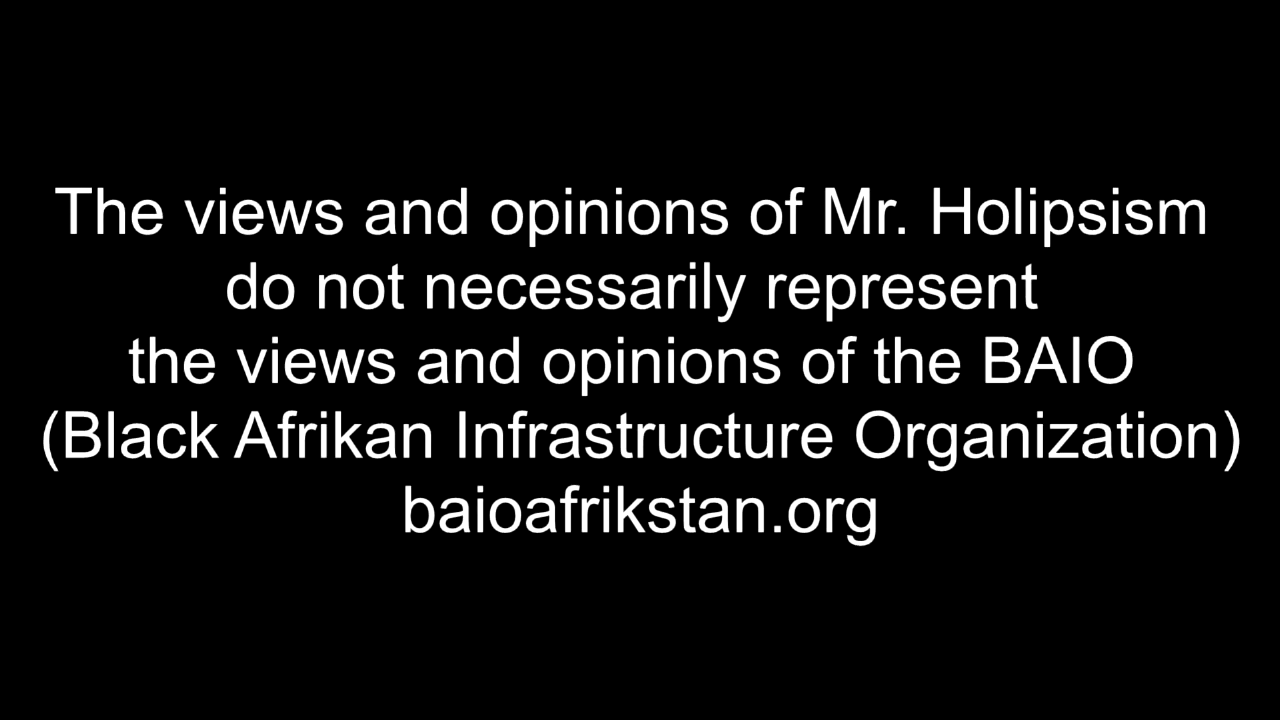 The views and opinions of Mr. Holipsism
do not necessarily represent
the views and opinions of the BAIO
(Black Afrikan Infrastructure Organization)
baioafrikstan.org